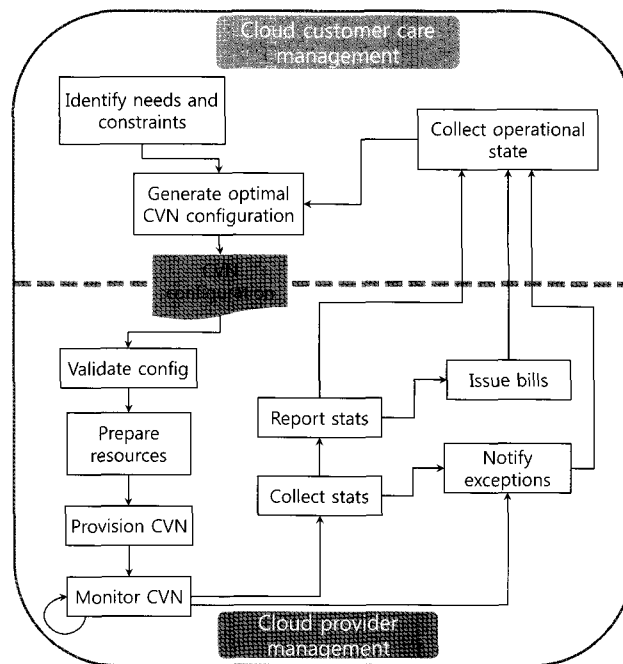 Cloud customer care
management
Identify needs and
constraints
Collect operational
state
Generate optimal
CVN configuration
CVN
configuration
Validate config
Issue bills
Report stats
Prepare
resources
Notify
exceptions
Collect stats
Provision CVN
Monitor CVN
Cloud provider
management